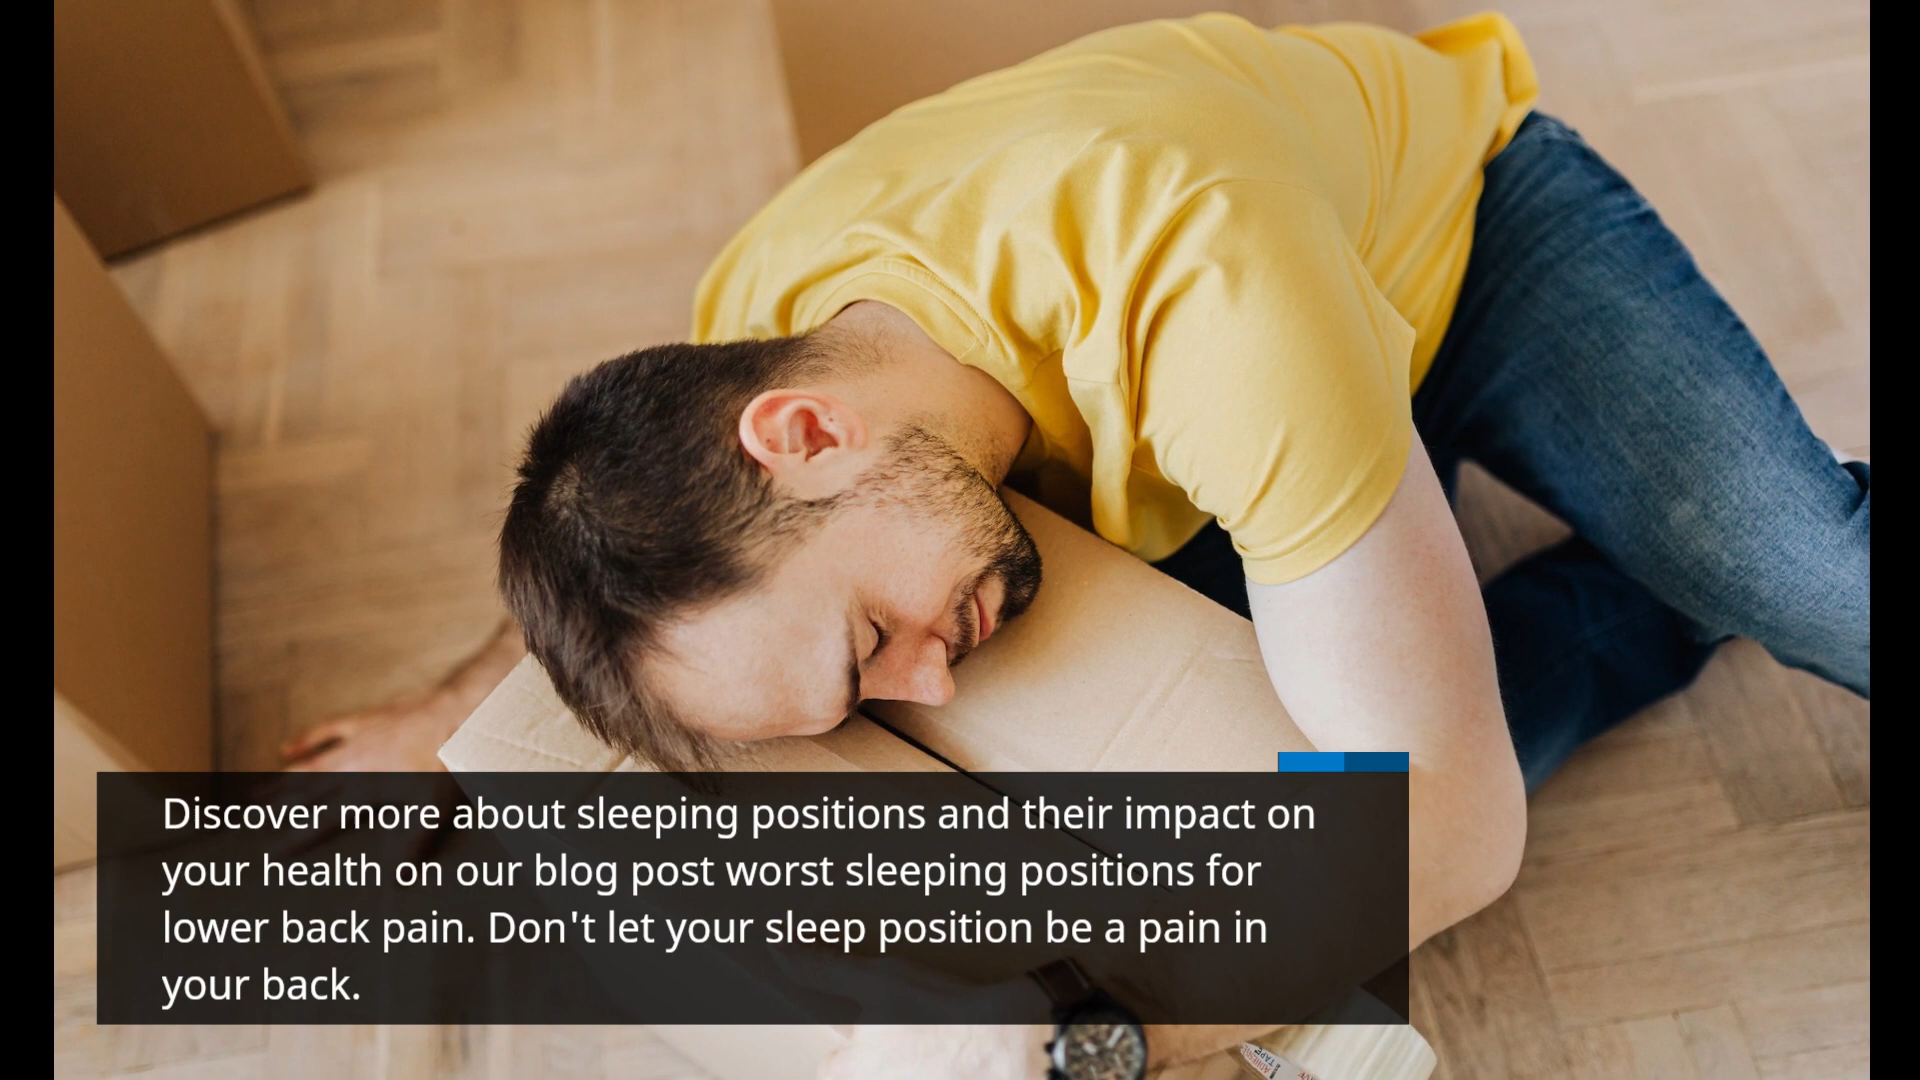 Discover more about sleeping positions and their impact on
your health on our blog post worst sleeping positions for
lower back pain. Don't let your sleep position be a pain in
your back.